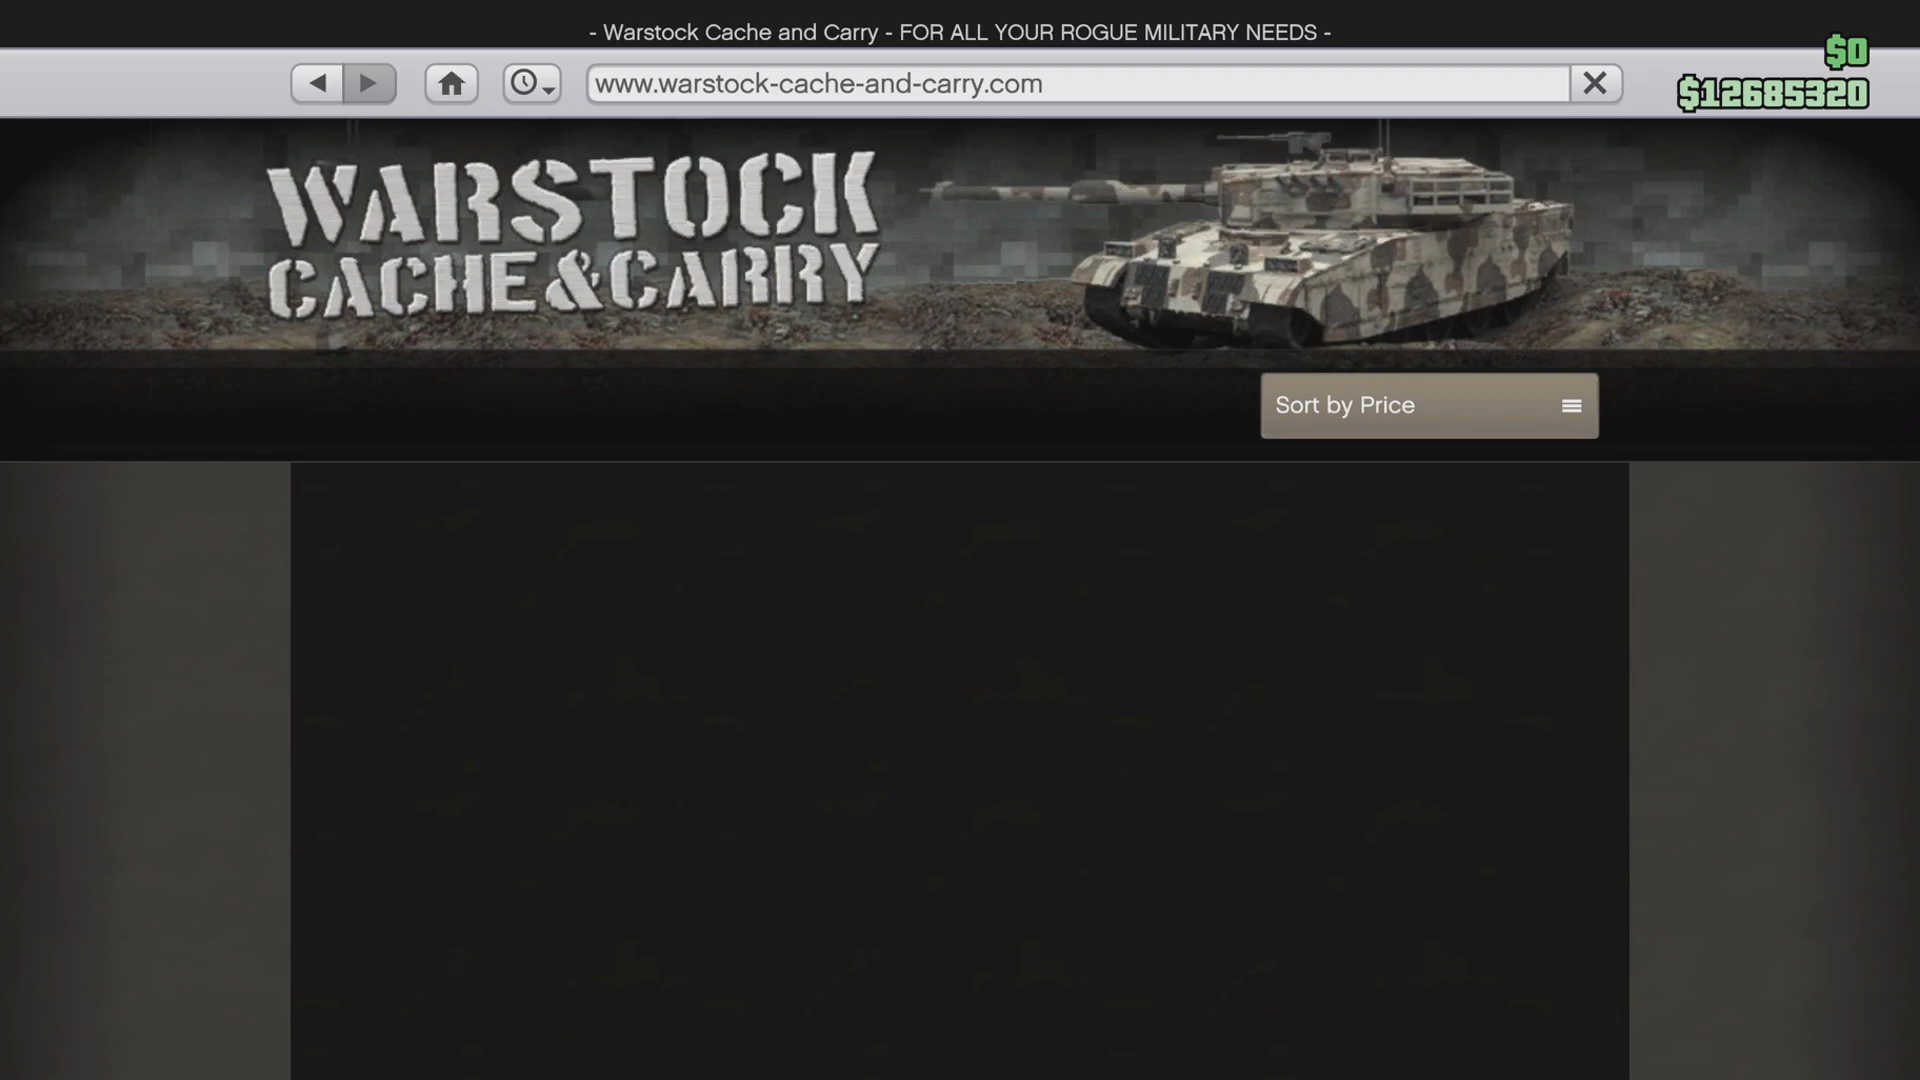 - Warstock Cache and Carry - FOR ALL YOUR ROGUE MILITARY NEEDS -
$0
www.warstock-cache-and-carry.com
$12685320
WARSTOCK
CACHE&CARRY
Sort by Price